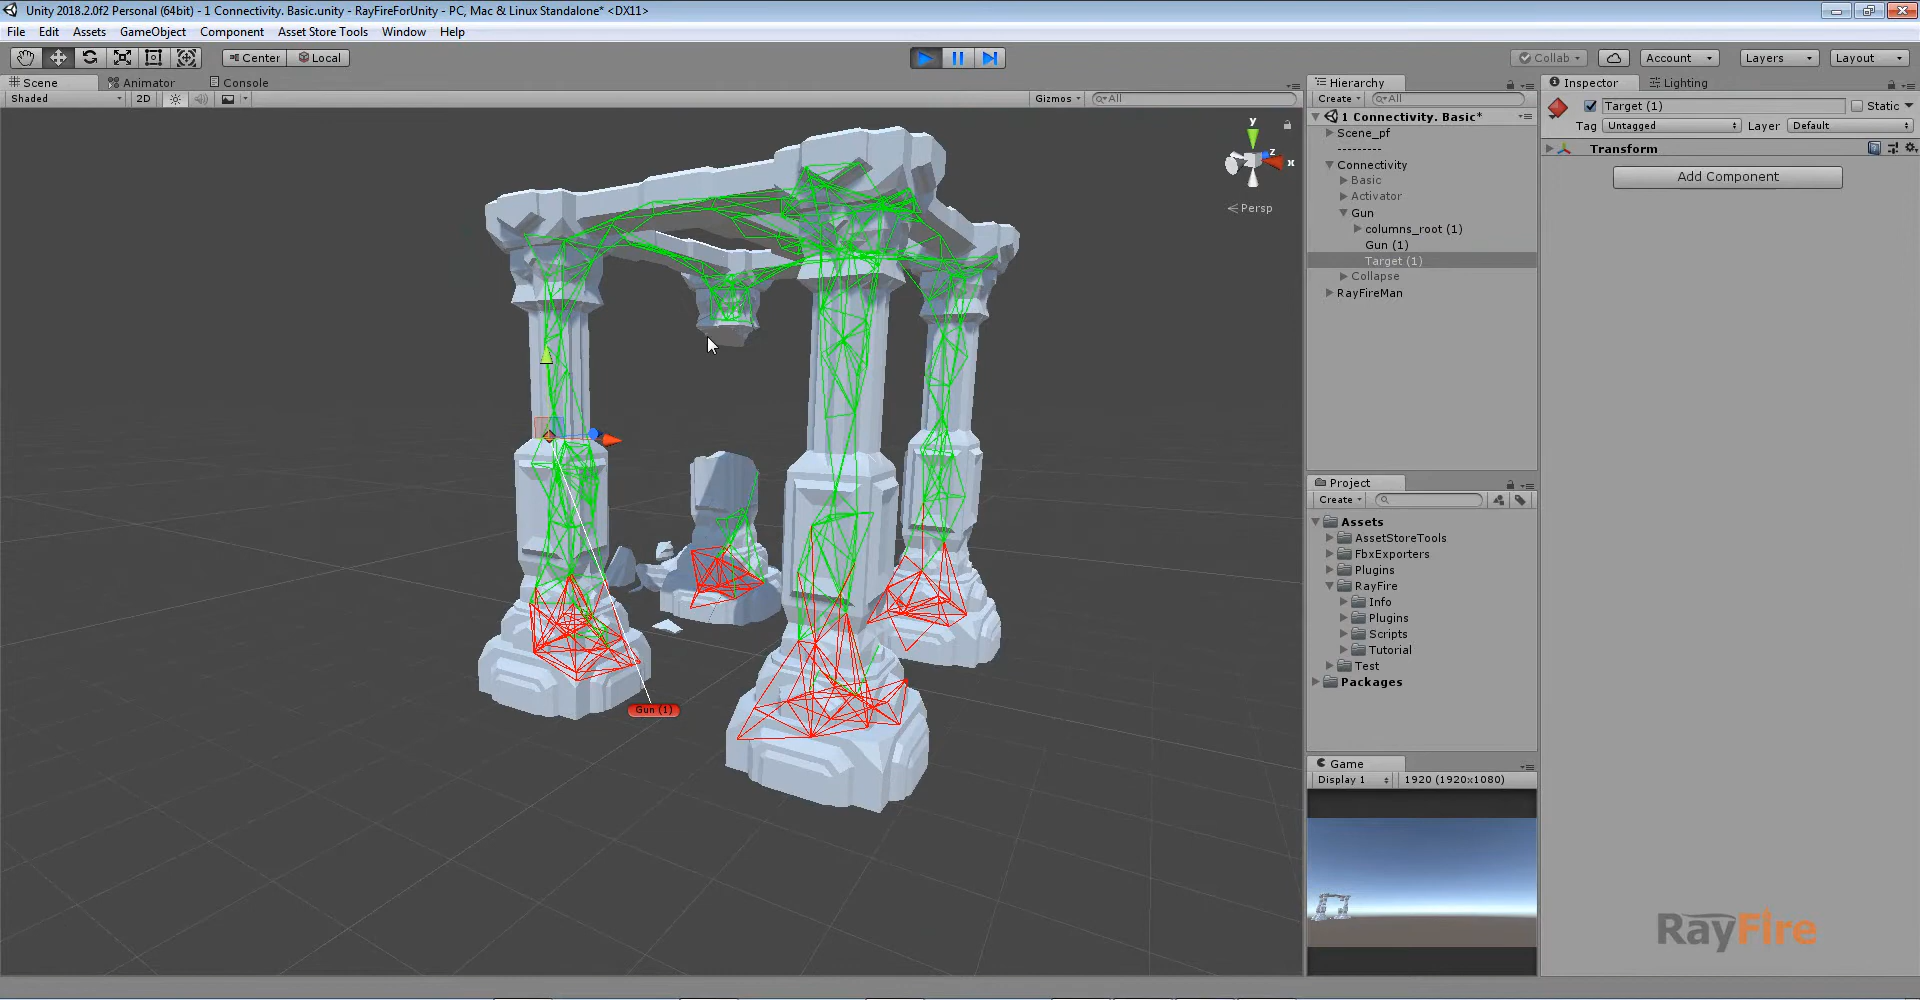 Unity 2018.2.0f2 Personal (64bit) - 1 Connectivity. Basic.unity - RayFireForUnity - PC, Mac & Linux Standalone* <DX11>
File Edit Assets GameObject Component Asset Store Tools Window Help
Center Local Collab Account Layers Layout
Scene Animator Console
Shaded 2D Gizmos All
y
z
x
Persp
Gun (1)
Hierarchy
Create All
1 Connectivity. Basic*
Scene_pf
---------
Connectivity
Basic
Activator
Gun
columns_root (1)
Gun (1)
Target (1)
Collapse
RayFireMan
Project
Create
Assets
AssetStoreTools
FbxExporters
Plugins
RayFire
Info
Plugins
Scripts
Tutorial
Test
Packages
Game
Display 1 1920 (1920x1080)
Inspector Lighting
Target (1) Static
Tag Untagged Layer Default
Transform
Add Component
RayFire